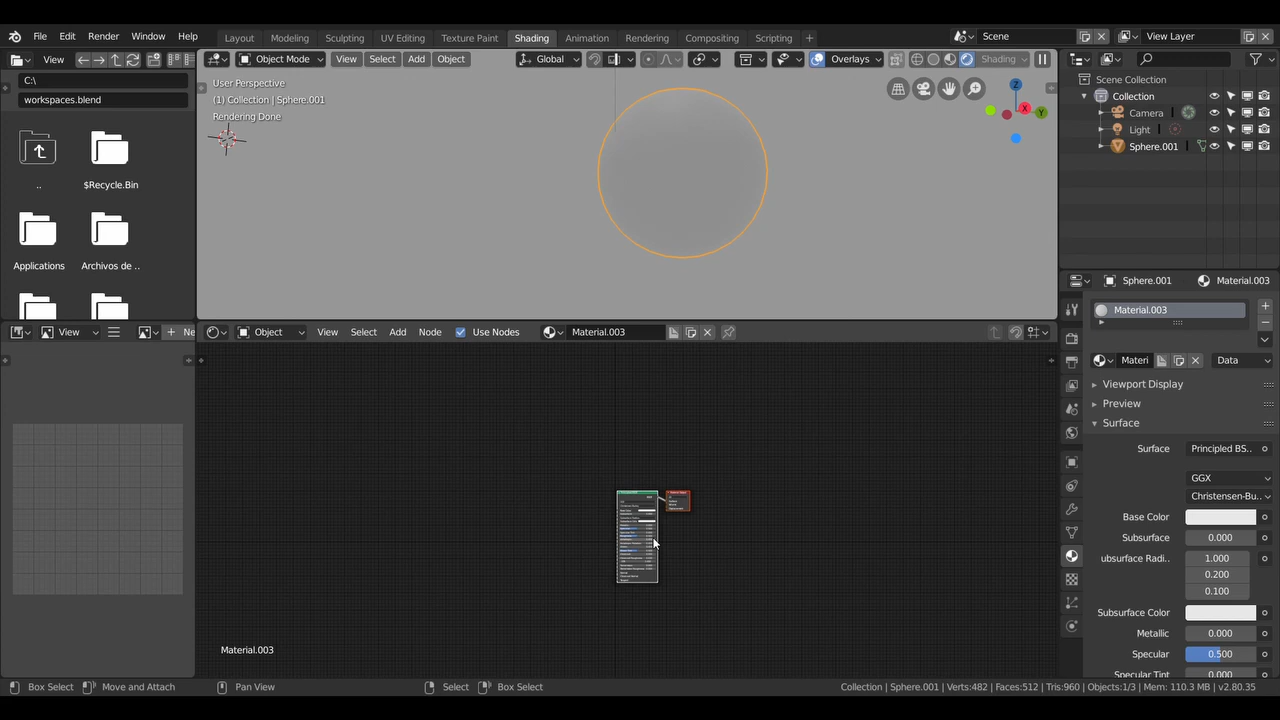 File Edit Render Window Help
Layout Modeling Sculpting UV Editing Texture Paint Shading Animation Rendering Compositing Scripting +
Scene
View Layer
View
C:\
workspaces.blend
..
$Recycle.Bin
Applications
Archivos de ..
Object Mode View Select Add Object
Global
Overlays
Shading
User Perspective
(1) Collection | Sphere.001
Rendering Done
Z
X
Y
Scene Collection
Collection
Camera
Light
Sphere.001
View
Ne
Object View Select Add Node Use Nodes Material.003
Material.003
Sphere.001 Material.003
Material.003
Materi Data
Viewport Display
Preview
Surface
Surface Principled BS..
GGX
Christensen-Bu..
Base Color
Subsurface 0.000
ubsurface Radi.. 1.000
0.200
0.100
Subsurface Color
Metallic 0.000
Specular 0.500
Specular Tint 0.000
Box Select Move and Attach Pan View Select Box Select
Collection | Sphere.001 | Verts:482 | Faces:512 | Tris:960 | Objects:1/3 | Mem: 110.3 MB | v2.80.35